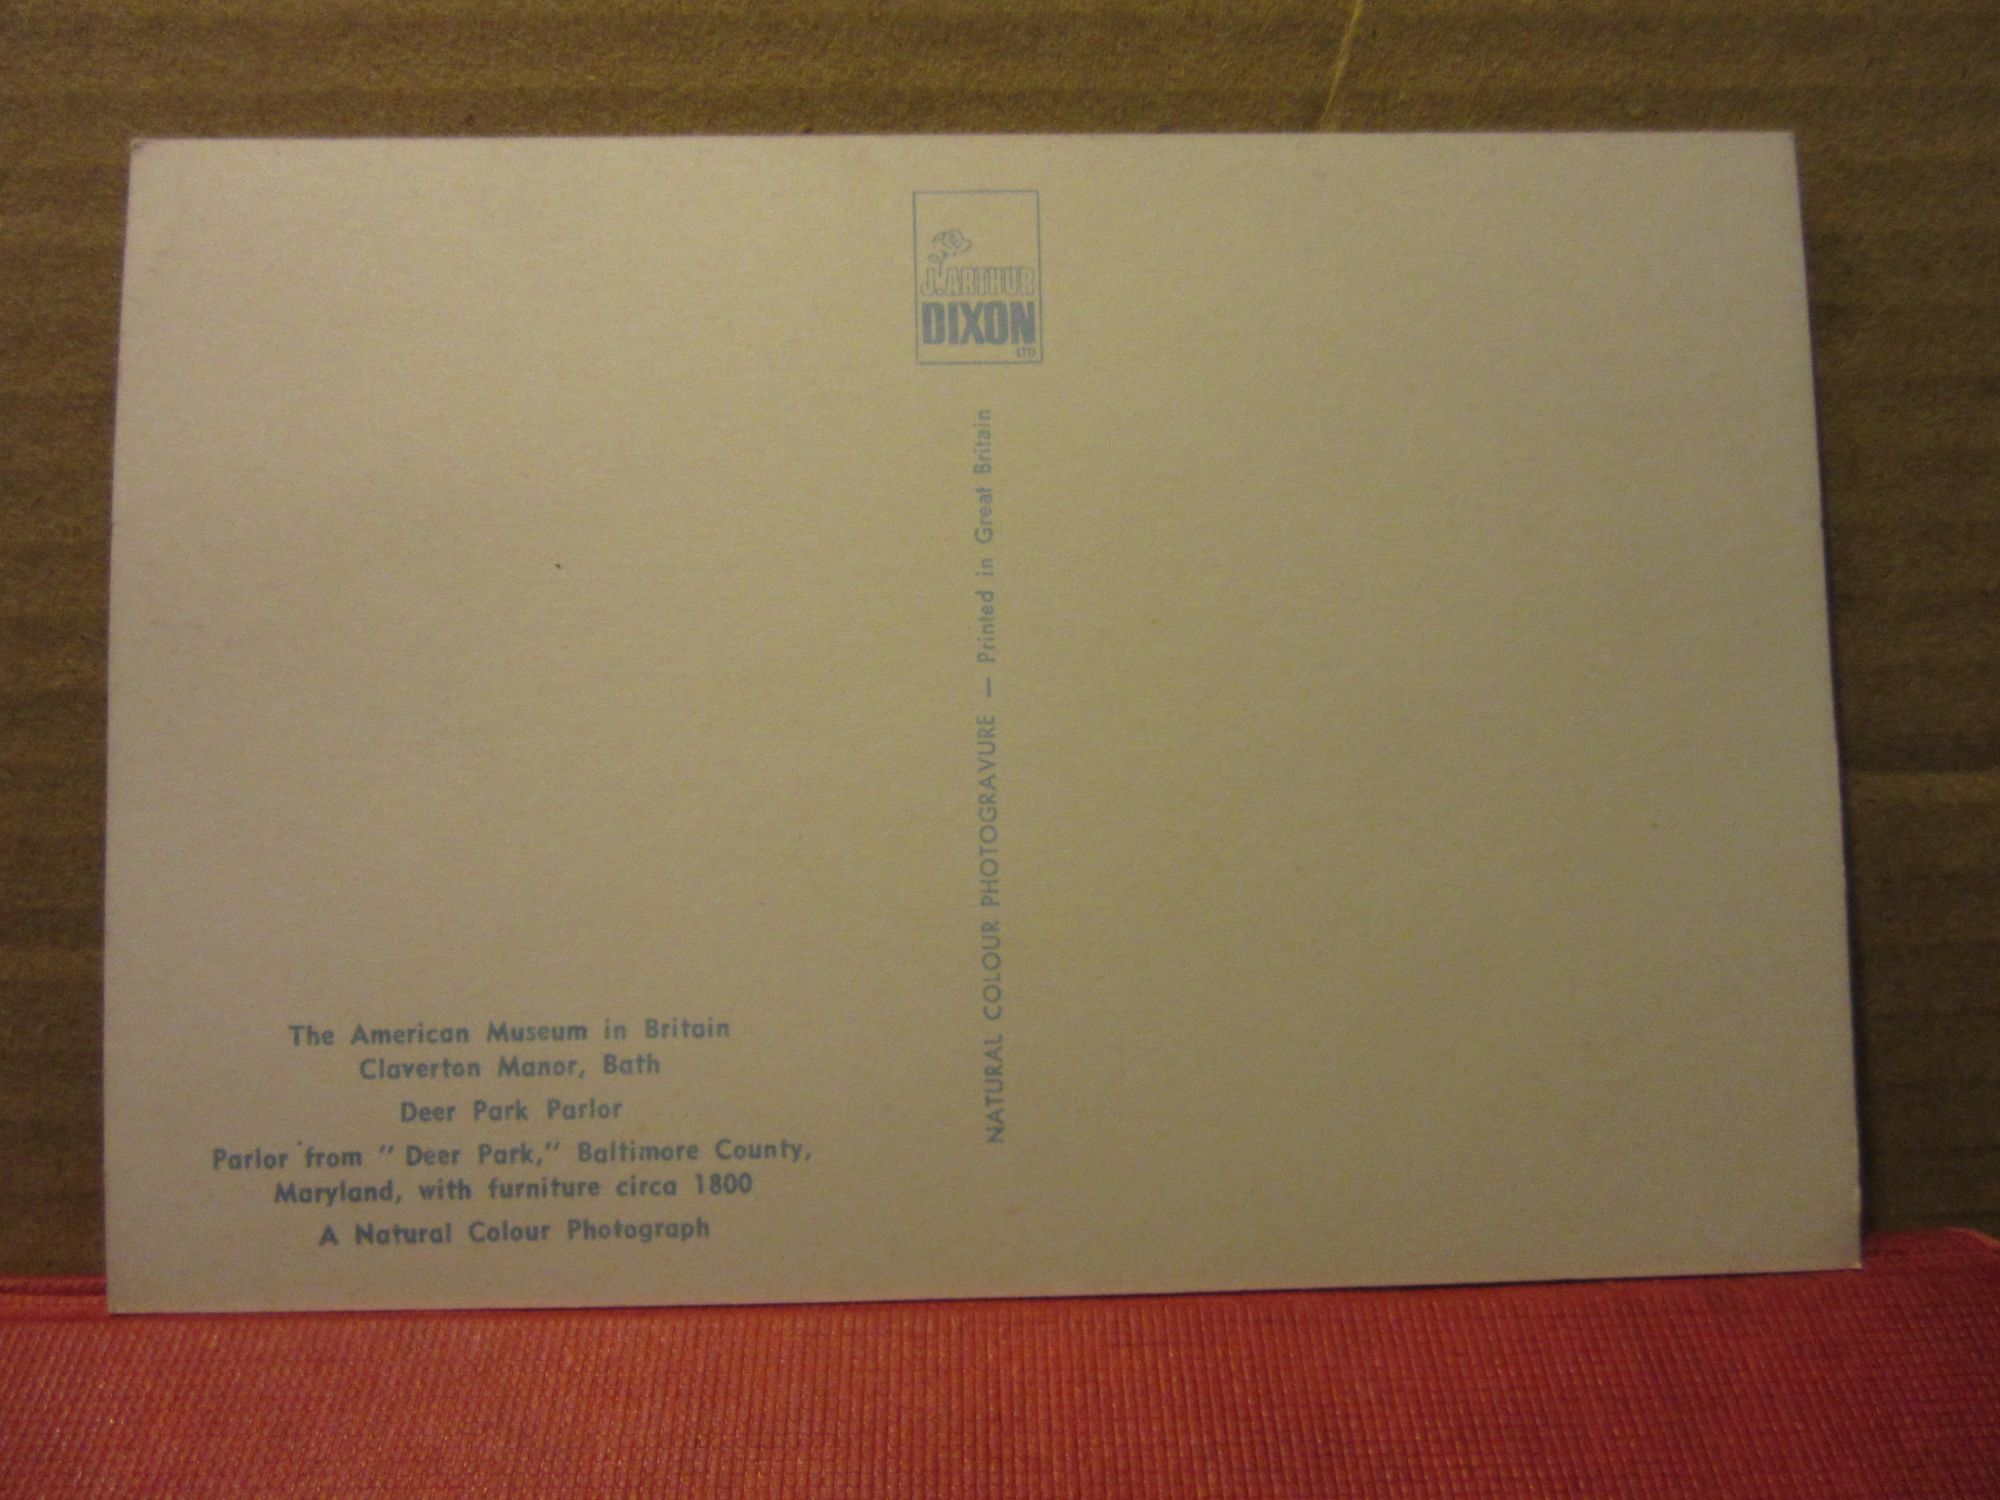 J. ARTHUR
DIXON
LTD
NATURAL COLOUR PHOTOGRAVURE — Printed in Great Britain
The American Museum in Britain
Claverton Manor, Bath
Deer Park Parlor
Parlor from " Deer Park," Baltimore County,
Maryland, with furniture circa 1800
A Natural Colour Photograph